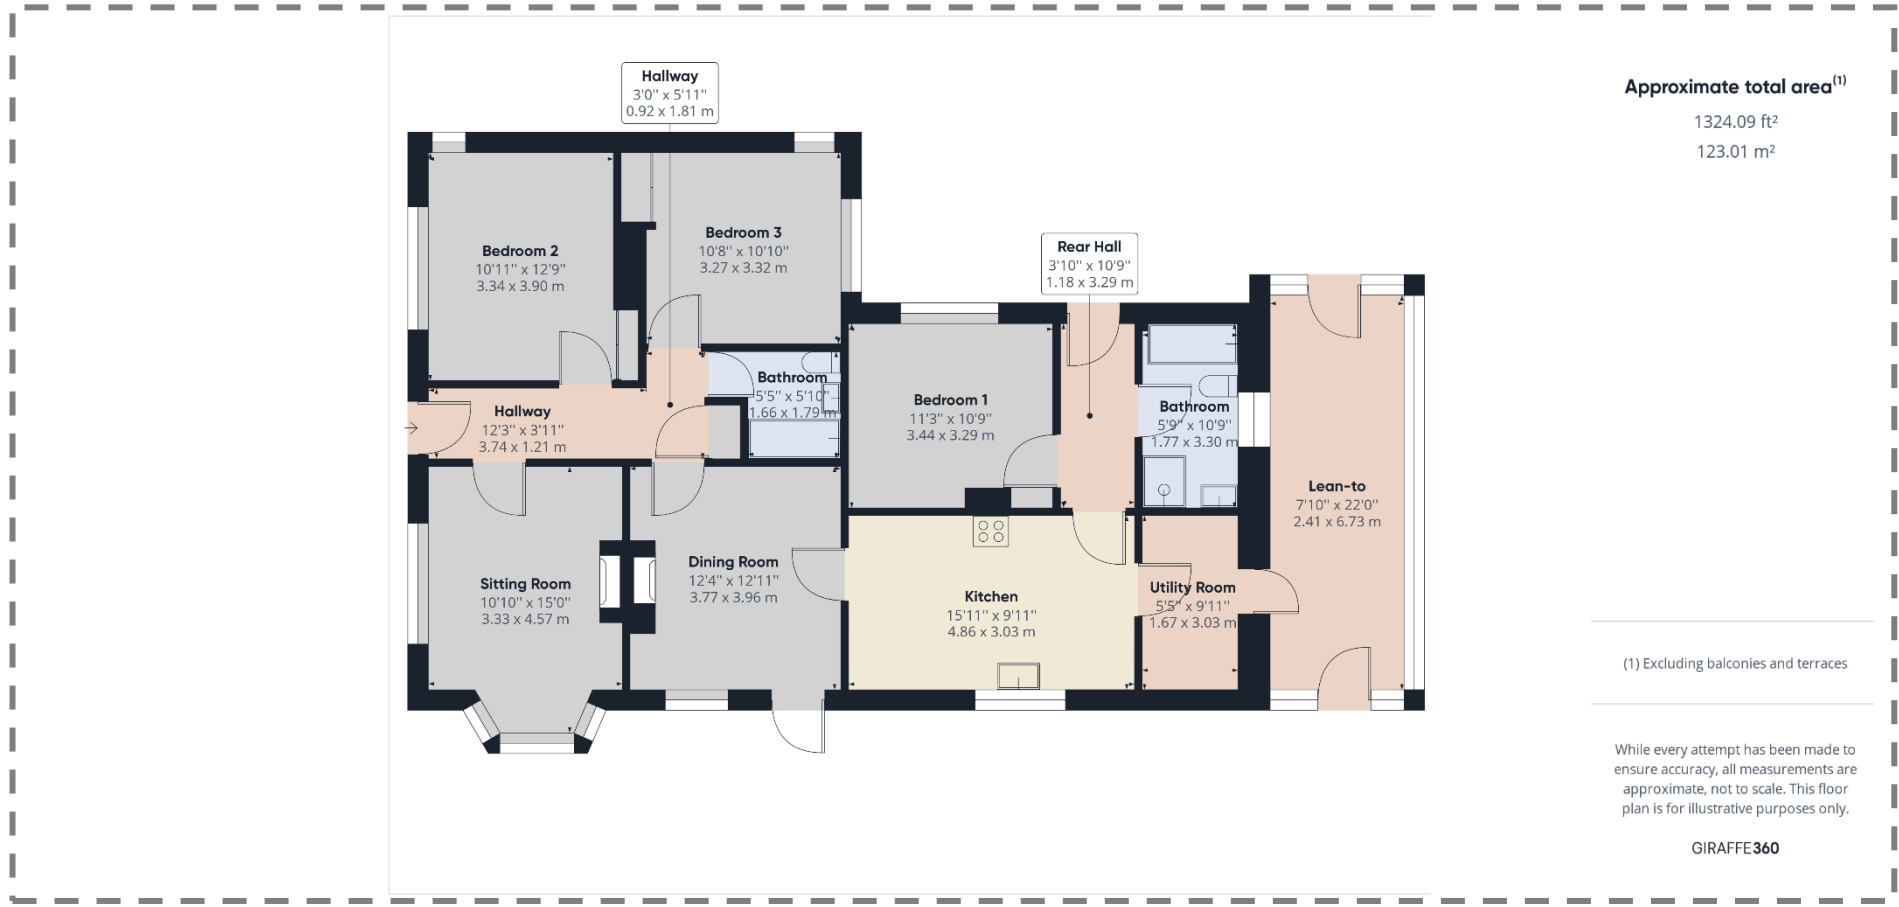 Hallway
3'0" x 5'11"
0.92 x 1.81 m
Approximate total area(1)
1324.09 ft²
123.01 m²
Bedroom 2
10'11" x 12'9"
3.34 x 3.90 m
Bedroom 3
10'8" x 10'10"
3.27 x 3.32 m
Rear Hall
3'10" x 10'9"
1.18 x 3.29 m
Bathroom
5'5" x 5'10"
1.66 x 1.79 m
Hallway
12'3" x 3'11"
3.74 x 1.21 m
Bedroom 1
11'3" x 10'9"
3.44 x 3.29 m
Bathroom
5'9" x 10'9"
1.77 x 3.30 m
Lean-to
7'10" x 22'0"
2.41 x 6.73 m
Sitting Room
10'10" x 15'0"
3.33 x 4.57 m
Dining Room
12'4" x 12'11"
3.77 x 3.96 m
Kitchen
15'11" x 9'11"
4.86 x 3.03 m
Utility Room
5'5" x 9'11"
1.67 x 3.03 m
(1) Excluding balconies and terraces
While every attempt has been made to
ensure accuracy, all measurements are
approximate, not to scale. This floor
plan is for illustrative purposes only.
GIRAFFE360